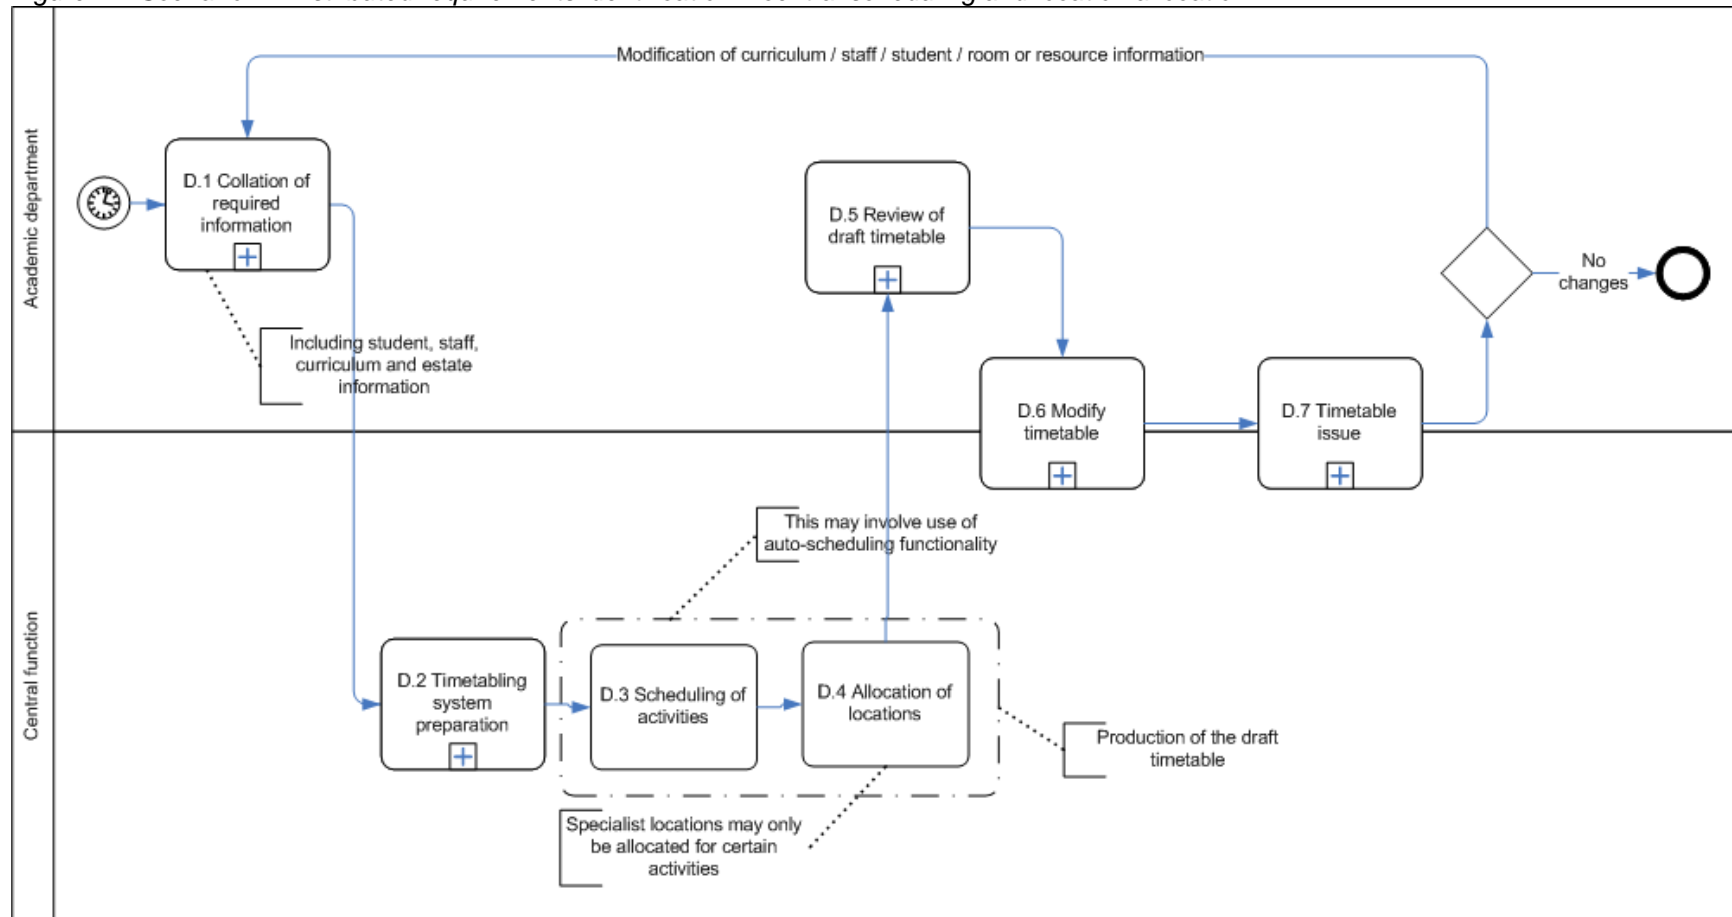 Modification of curriculum / staff / student / room or resource information
Academic department
D.1 Collation of
required
information
D.5 Review of
draft timetable
No
changes
Including student, staff,
curriculum and estate
information
D.6 Modify
timetable
D.7 Timetable
issue
Central function
This may involve use of
auto-scheduling functionality
D.2 Timetabling
system
preparation
D.3 Scheduling of
activities
D.4 Allocation of
locations
Production of the draft
timetable
Specialist locations may only
be allocated for certain
activities